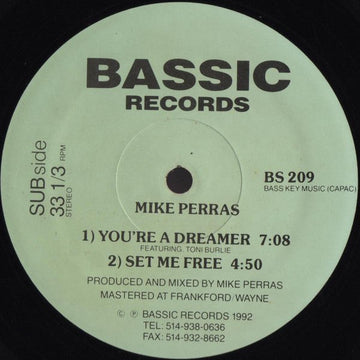 BASSIC
RECORDS
SUB side
33 1/3 RPM
STEREO
BS 209
BASS KEY MUSIC (CAPAC)
MIKE PERRAS
1) YOU'RE A DREAMER 7:08
FEATURING: TONI BURLIE
2) SET ME FREE 4:50
PRODUCED AND MIXED BY MIKE PERRAS
MASTERED AT FRANKFORD/WAYNE
© ℗ BASSIC RECORDS 1992
TEL: 514-938-0636
FAX: 514-932-8662